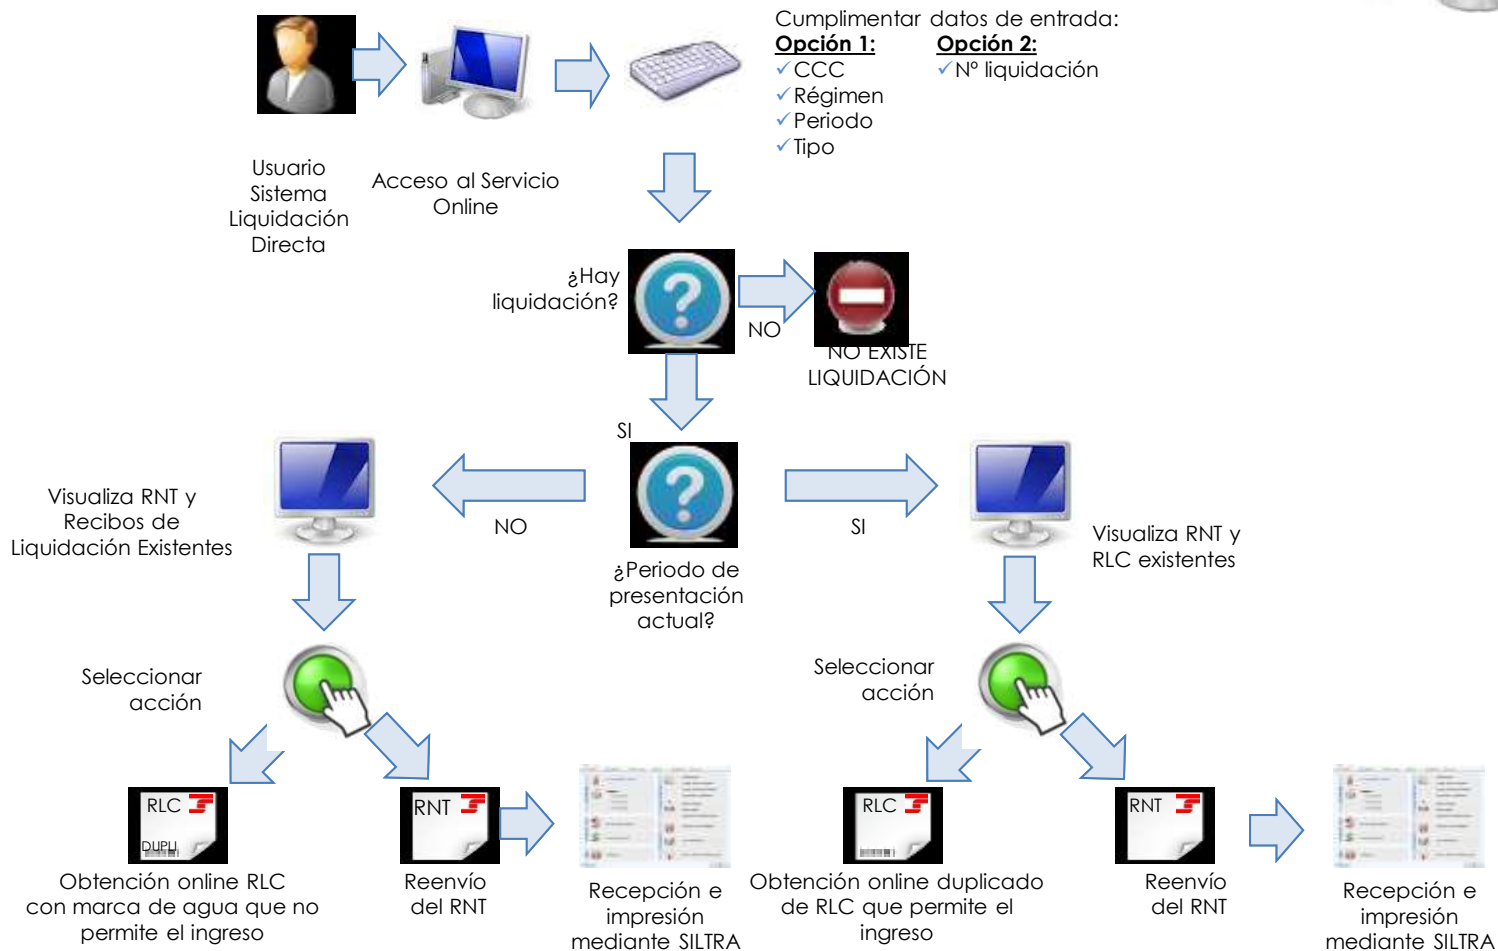 Cumplimentar datos de entrada:
Opción 1:
Opción 2:
CCC
Nº liquidación
Régimen
Periodo
Tipo
Usuario
Sistema
Liquidación
Directa
Acceso al Servicio
Online
¿Hay
liquidación?
NO
NO EXISTE
LIQUIDACIÓN
SI
Visualiza RNT y
Recibos de
Liquidación Existentes
NO
SI
¿Periodo de
presentación
actual?
Visualiza RNT y
RLC existentes
Seleccionar
acción
Seleccionar
acción
RLC
DUPLI
RNT
RLC
RNT
Obtención online RLC
con marca de agua que no
permite el ingreso
Reenvío
del RNT
Recepción e
impresión
mediante SILTRA
Obtención online duplicado
de RLC que permite el
ingreso
Reenvío
del RNT
Recepción e
impresión
mediante SILTRA